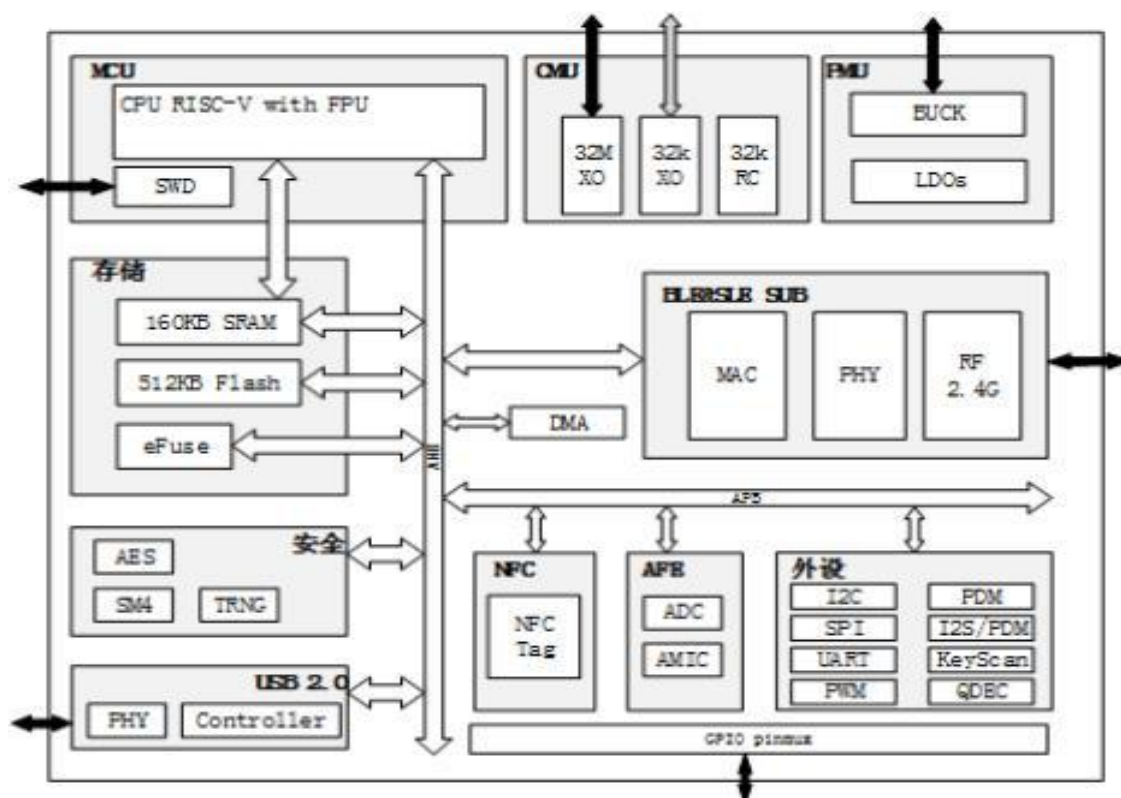 MCU
CPU RISC-V with FPU
SWD
CMU
32M
XO
32k
XO
32k
RC
PMU
BUCK
LDOs
存储
160KB SRAM
512KB Flash
eFuse
BLE&SLE SUB
MAC
PHY
RF
2.4G
DMA
AHB
APB
安全
AES
SM4
TRNG
NFC
NFC
Tag
AFE
ADC
AMIC
外设
I2C
PDM
SPI
I2S/PDM
UART
KeyScan
PWM
QDEC
USB 2.0
PHY
Controller
GPIO pinmux